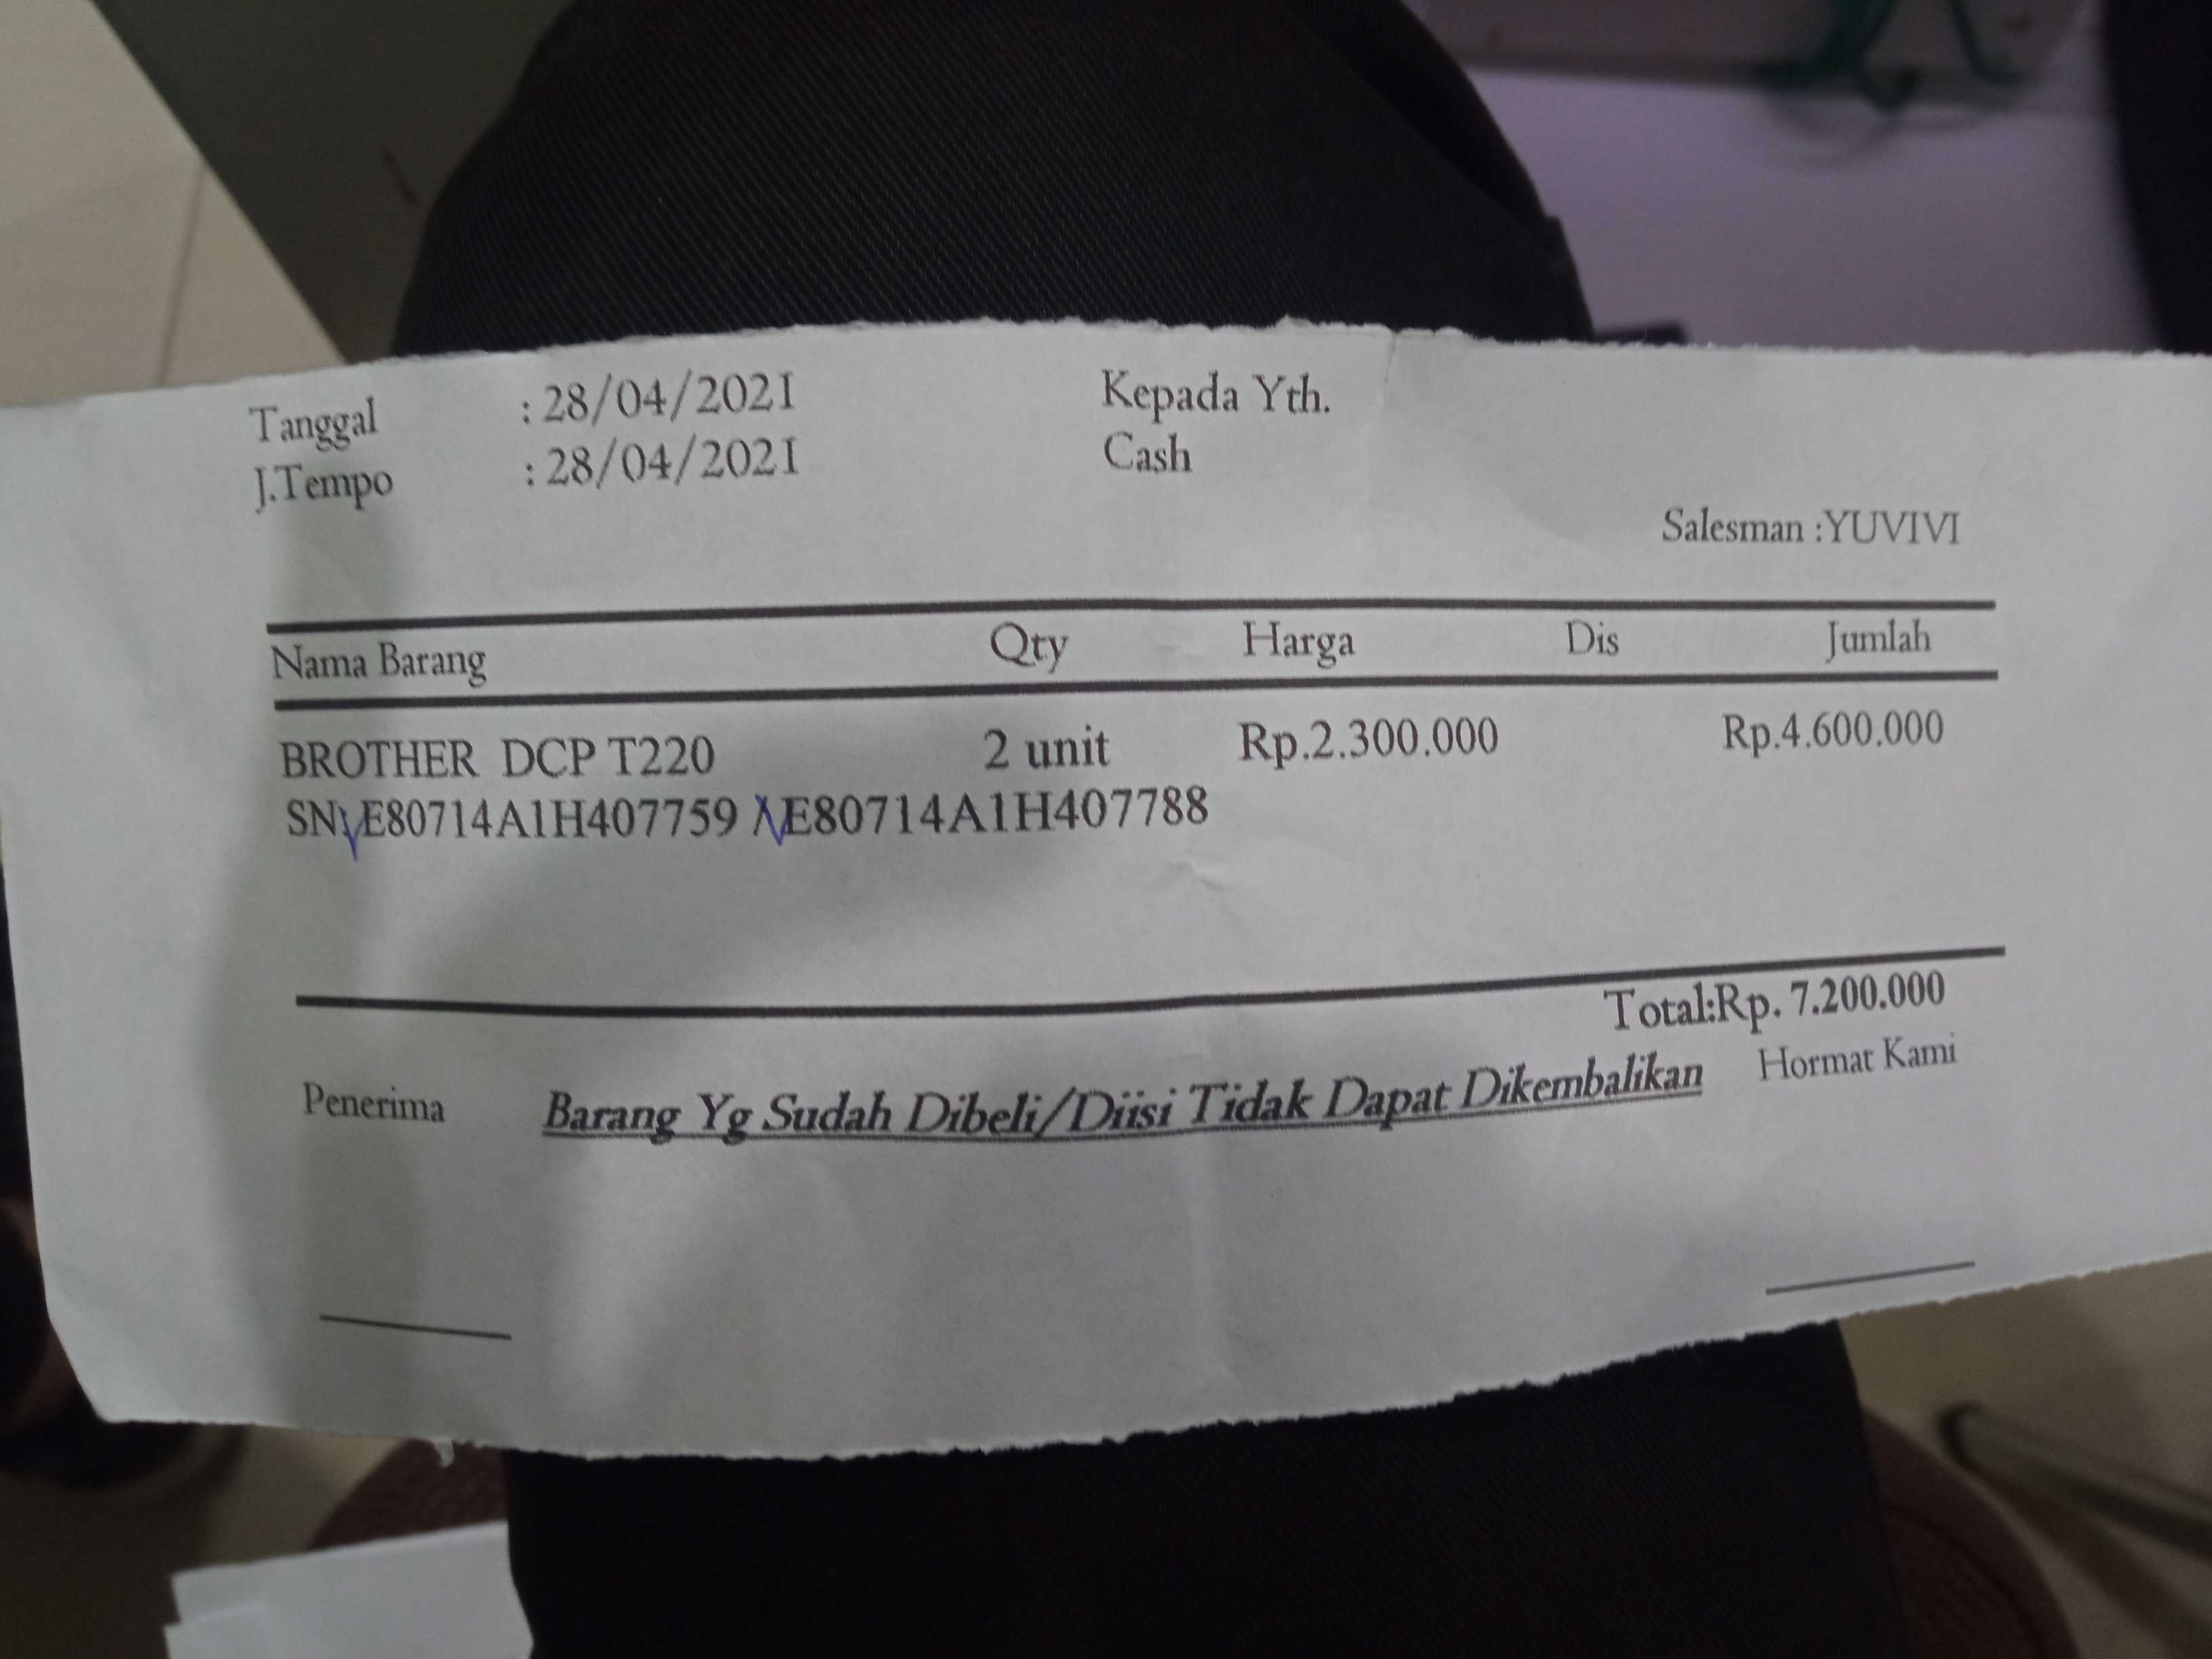 Tanggal : 28/04/2021 Kepada Yth.
J.Tempo : 28/04/2021 Cash
Salesman :YUVIVI
Nama Barang Qty Harga Dis Jumlah
BROTHER DCP T220 2 unit Rp.2.300.000 Rp.4.600.000
SN E80714A1H407759 / E80714A1H407788
Total:Rp. 7.200.000
Penerima Barang Yg Sudah Dibeli/Diisi Tidak Dapat Dikembalikan Hormat Kami